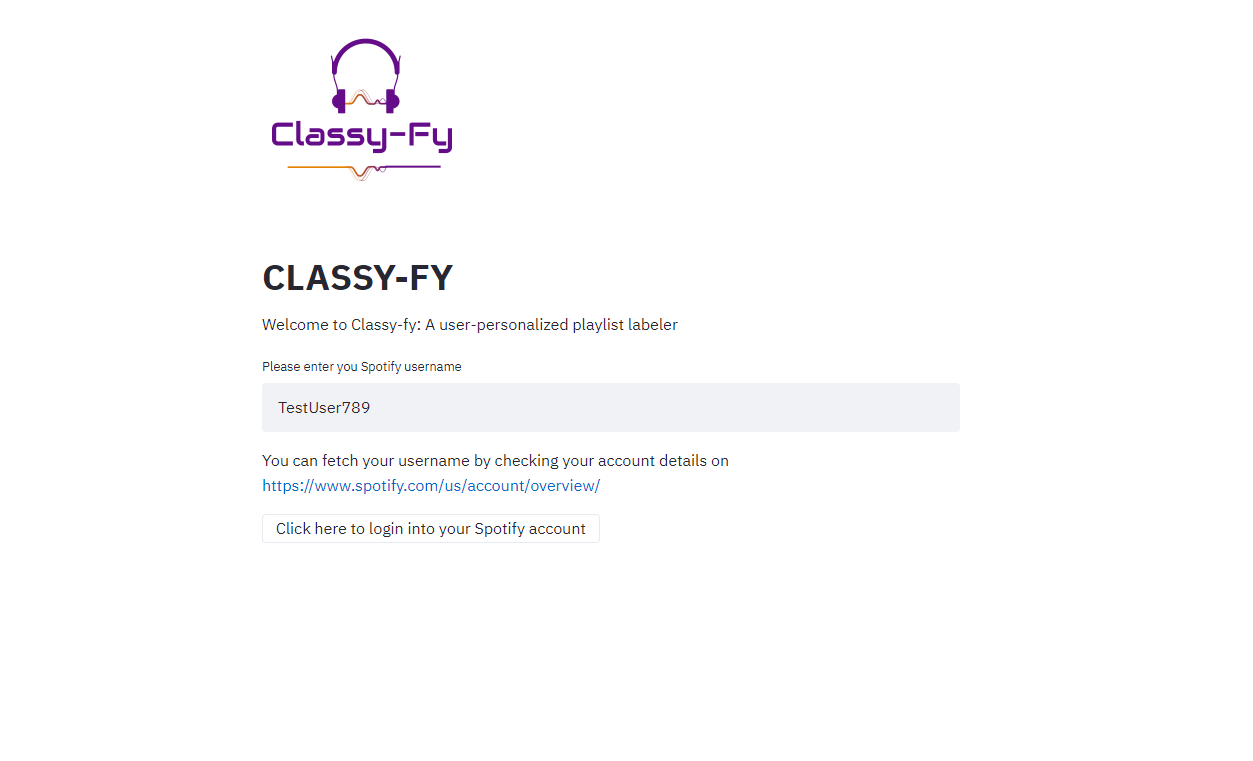 Classy-Fy
CLASSY-FY
Welcome to Classy-fy: A user-personalized playlist labeler
Please enter you Spotify username
TestUser789
You can fetch your username by checking your account details on
https://www.spotify.com/us/account/overview/
Click here to login into your Spotify account